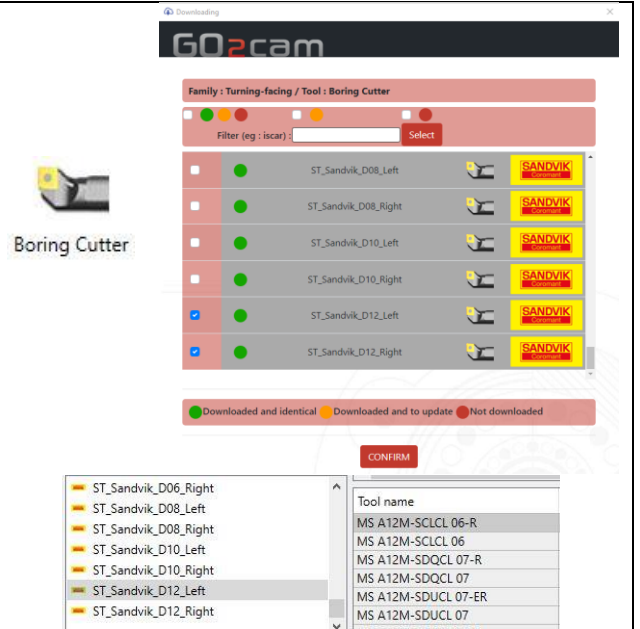 Downloading
GO2cam
Family : Turning-facing / Tool : Boring Cutter
Filter (eg : iscar) : Select
ST_Sandvik_D08_Left SANDVIK Coromant
ST_Sandvik_D08_Right SANDVIK Coromant
Boring Cutter
ST_Sandvik_D10_Left SANDVIK Coromant
ST_Sandvik_D10_Right SANDVIK Coromant
ST_Sandvik_D12_Left SANDVIK Coromant
ST_Sandvik_D12_Right SANDVIK Coromant
Downloaded and identical Downloaded and to update Not downloaded
CONFIRM
ST_Sandvik_D06_Right
ST_Sandvik_D08_Left
ST_Sandvik_D08_Right
ST_Sandvik_D10_Left
ST_Sandvik_D10_Right
ST_Sandvik_D12_Left
ST_Sandvik_D12_Right
Tool name
MS A12M-SCLCL 06-R
MS A12M-SCLCL 06
MS A12M-SDQCL 07-R
MS A12M-SDQCL 07
MS A12M-SDUCL 07-ER
MS A12M-SDUCL 07